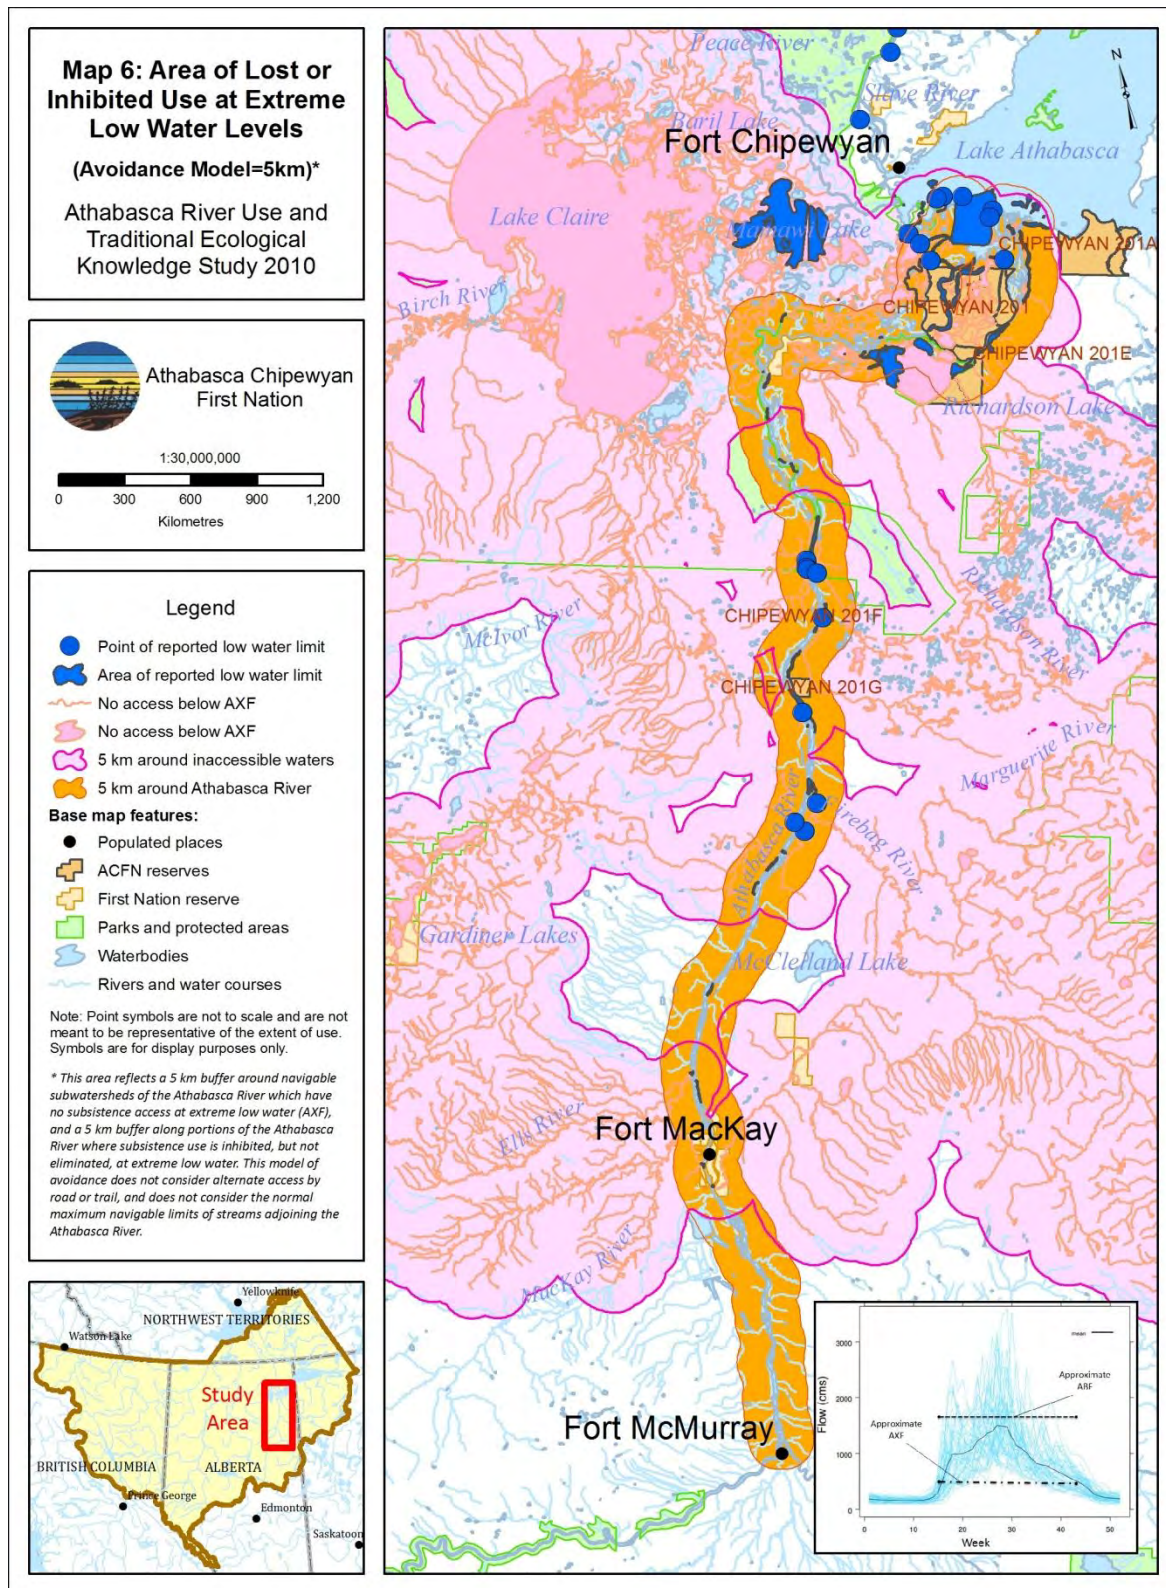 Map 6: Area of Lost or
Inhibited Use at Extreme
Low Water Levels
(Avoidance Model=5km)*
Athabasca River Use and
Traditional Ecological
Knowledge Study 2010
Athabasca Chipewyan
First Nation
1:30,000,000
0 300 600 900 1,200
Kilometres
Legend
Point of reported low water limit
Area of reported low water limit
No access below AXF
No access below AXF
5 km around inaccessible waters
5 km around Athabasca River
Base map features:
Populated places
ACFN reserves
First Nation reserve
Parks and protected areas
Waterbodies
Rivers and water courses
Note: Point symbols are not to scale and are not
meant to be representative of the extent of use.
Symbols are for display purposes only.
* This area reflects a 5 km buffer around navigable
subwatersheds of the Athabasca River which have
no subsistence access at extreme low water (AXF),
and a 5 km buffer along portions of the Athabasca
River where subsistence use is inhibited, but not
eliminated, at extreme low water. This model of
avoidance does not consider alternate access by
road or trail, and does not consider the normal
maximum navigable limits of streams adjoining the
Athabasca River.
Yellowknife
NORTHWEST TERRITORIES
Watson Lake
Study
Area
BRITISH COLUMBIA
ALBERTA
Prince George
Edmonton
Saskatoon
Peace River
N
Slave River
Baril Lake
Fort Chipewyan
Lake Athabasca
Lake Claire
Mamawi Lake
CHIPEWYAN 201A
Birch River
CHIPEWYAN 201
CHIPEWYAN 201E
Richardson Lake
McIvor River
CHIPEWYAN 201F
Richardson River
CHIPEWYAN 201G
Marguerite River
Athabasca River
Firebag River
Gardiner Lakes
McClelland Lake
Fort MacKay
Ells River
MacKay River
Fort McMurray
mean
Approximate
ARF
Approximate
AXF
Flow (cms)
3000
2000
1000
0
0 10 20 30 40 50
Week